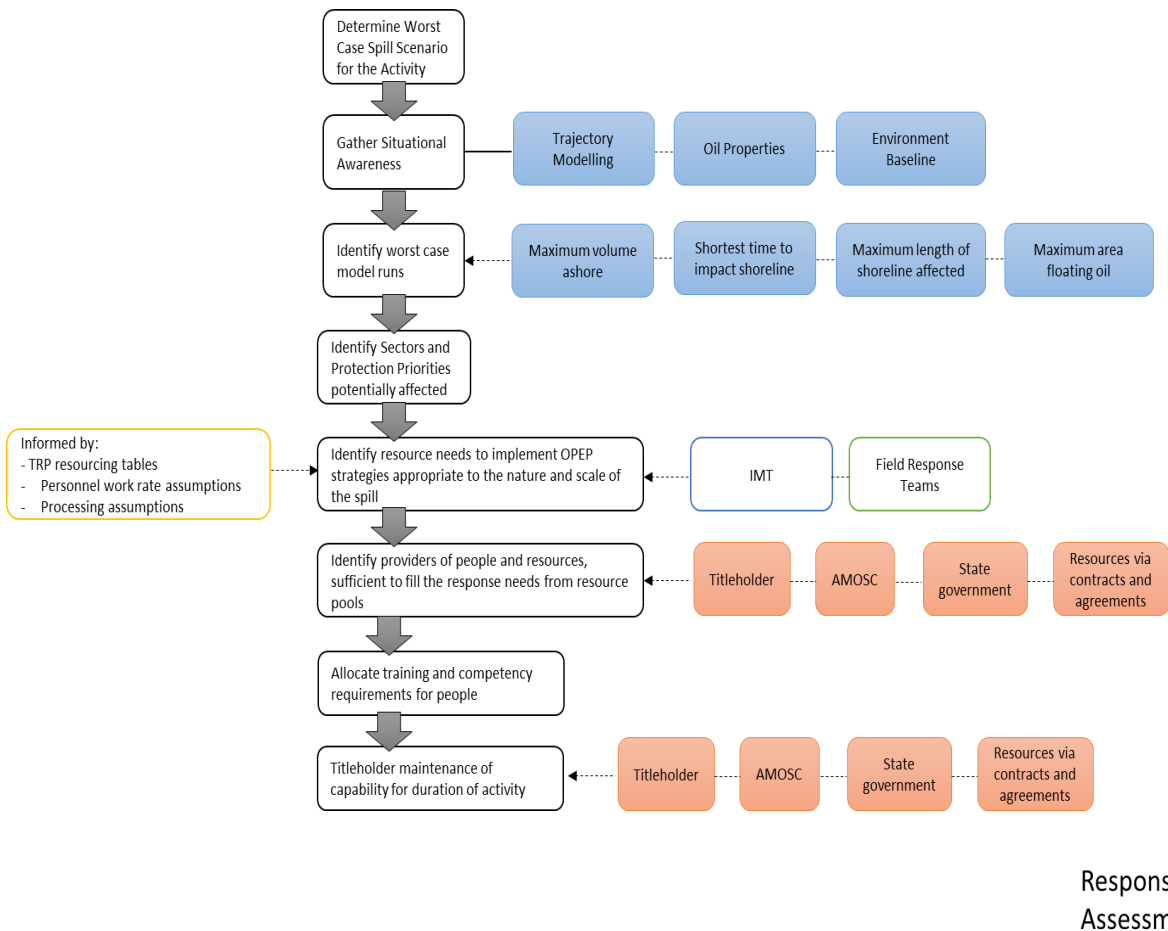 Determine Worst
Case Spill Scenario
for the Activity
Gather Situational
Awareness
Trajectory
Modelling
Oil Properties
Environment
Baseline
Identify worst case
model runs
Maximum volume
ashore
Shortest time to
impact shoreline
Maximum length of
shoreline affected
Maximum area
floating oil
Identify Sectors and
Protection Priorities
potentially affected
Informed by:
- TRP resourcing tables
- Personnel work rate assumptions
- Processing assumptions
Identify resource needs to implement OPEP
strategies appropriate to the nature and scale of
the spill
IMT
Field Response
Teams
Identify providers of people and resources,
sufficient to fill the response needs from resource
pools
Titleholder
AMOSC
State
government
Resources via
contracts and
agreements
Allocate training and competency
requirements for people
Titleholder maintenance of
capability for duration of activity
Titleholder
AMOSC
State
government
Resources via
contracts and
agreements
Respons
Assessm